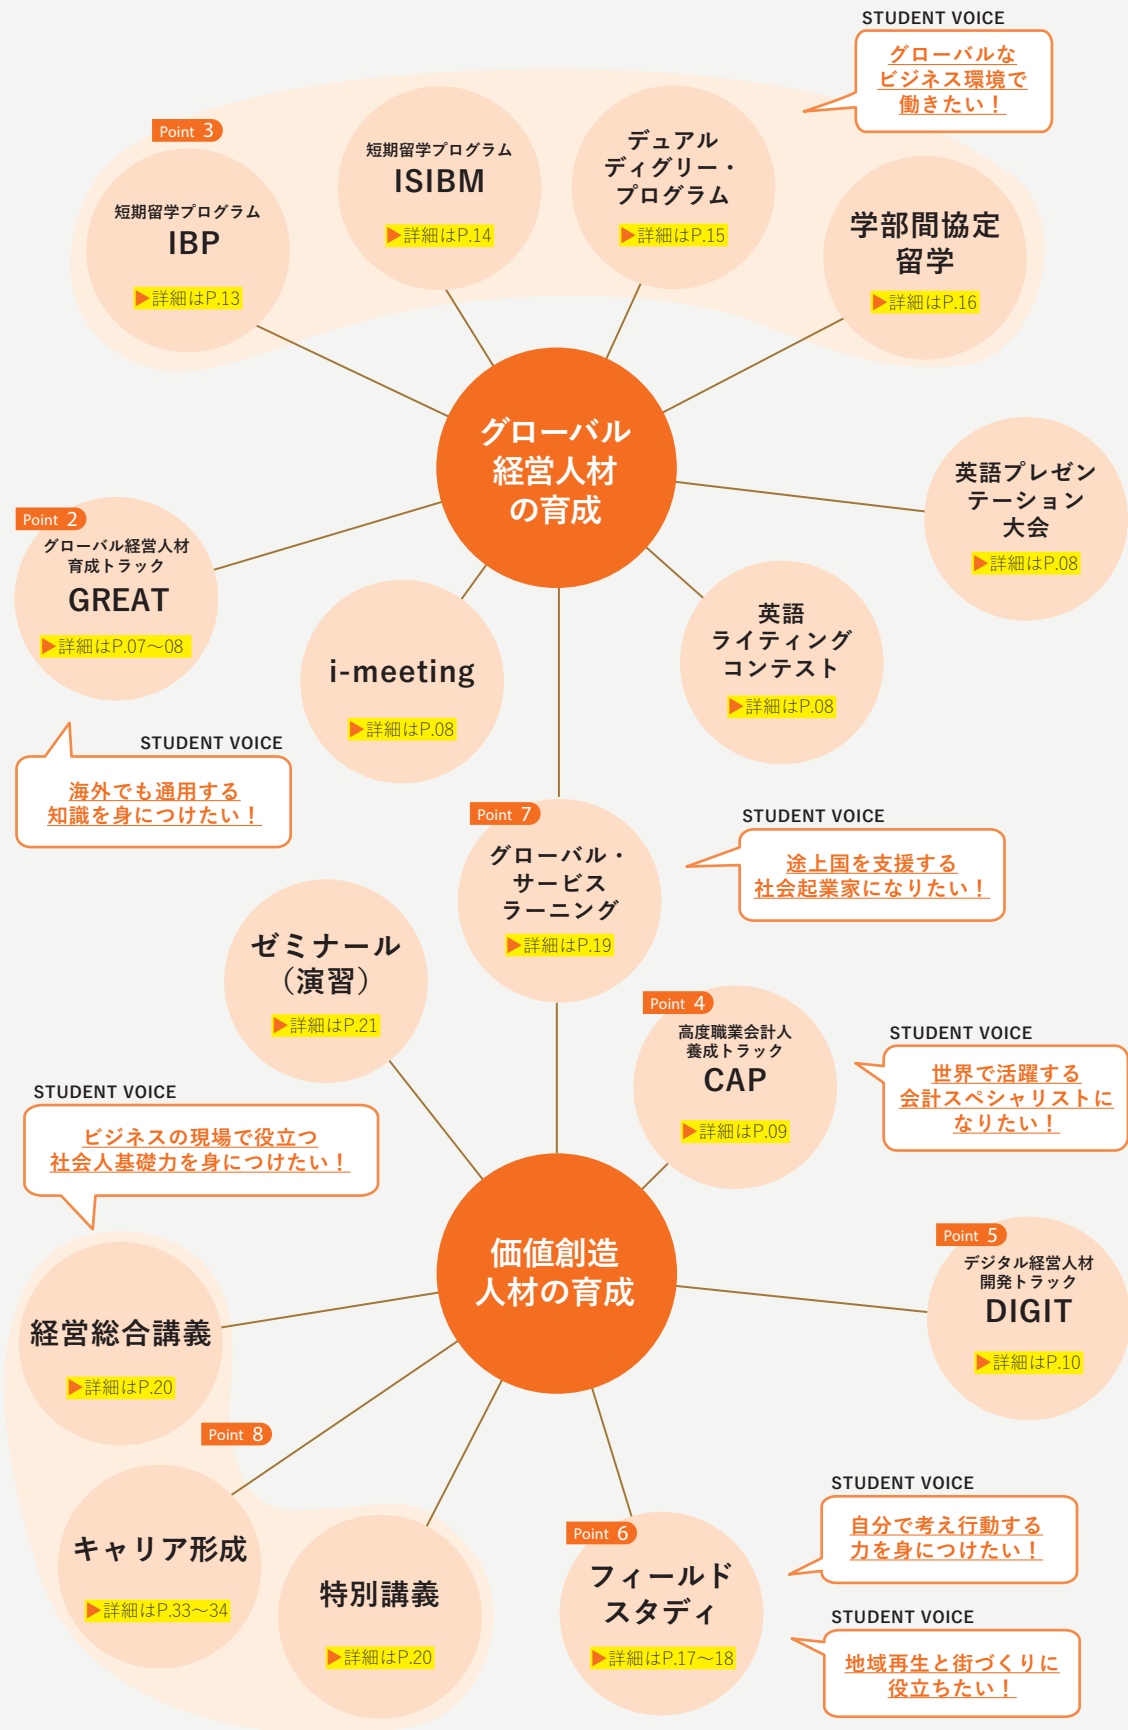 STUDENT VOICE
グローバルな
ビジネス環境で
働きたい！
Point 3
短期留学プログラム
IBP
▶詳細はP.13
短期留学プログラム
ISIBM
▶詳細はP.14
デュアル
ディグリー・
プログラム
▶詳細はP.15
学部間協定
留学
▶詳細はP.16
グローバル
経営人材
の育成
英語プレゼン
テーション
大会
▶詳細はP.08
Point 2
グローバル経営人材
育成トラック
GREAT
▶詳細はP.07〜08
i-meeting
▶詳細はP.08
英語
ライティング
コンテスト
▶詳細はP.08
STUDENT VOICE
海外でも通用する
知識を身につけたい！
Point 7
グローバル・
サービス
ラーニング
▶詳細はP.19
STUDENT VOICE
途上国を支援する
社会起業家になりたい！
ゼミナール
（演習）
▶詳細はP.21
Point 4
高度職業会計人
養成トラック
CAP
▶詳細はP.09
STUDENT VOICE
世界で活躍する
会計スペシャリストに
なりたい！
STUDENT VOICE
ビジネスの現場で役立つ
社会人基礎力を身につけたい！
価値創造
人材の育成
Point 5
デジタル経営人材
開発トラック
DIGIT
▶詳細はP.10
経営総合講義
▶詳細はP.20
Point 8
キャリア形成
▶詳細はP.33〜34
特別講義
▶詳細はP.20
Point 6
フィールド
スタディ
▶詳細はP.17〜18
STUDENT VOICE
自分で考え行動する
力を身につけたい！
STUDENT VOICE
地域再生と街づくりに
役立ちたい！